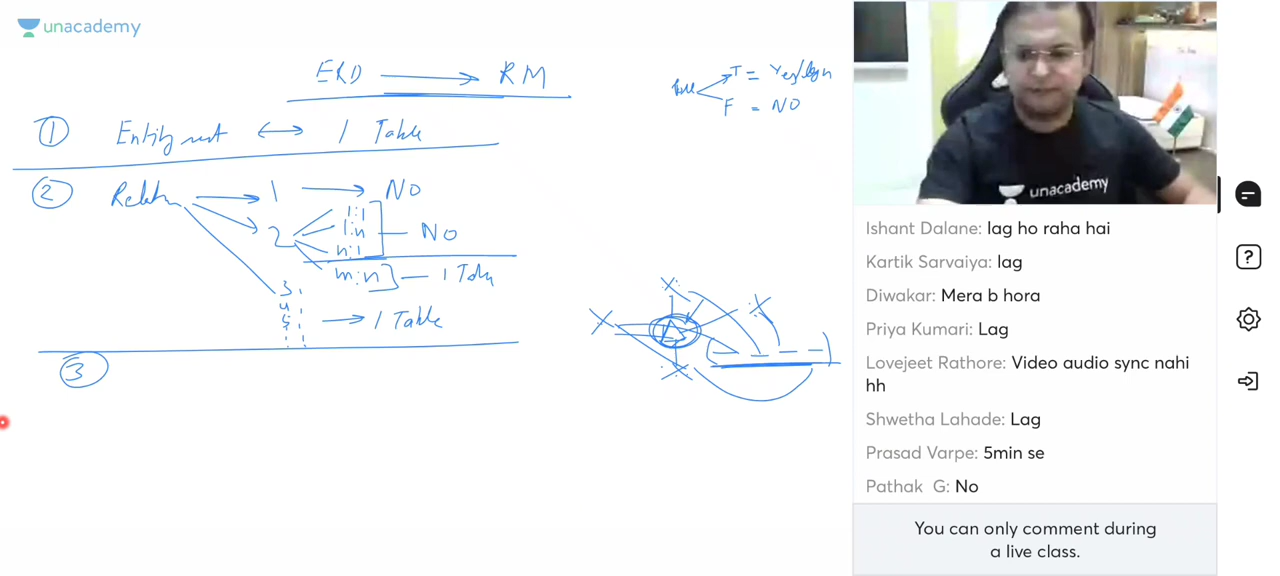 unacademy
ERD → RM
① Entity set ↔ 1 Table
② Relation → 1 → NO
2
1:1
1:n
n:1
NO
m:n — 1 Table
3
4
5
→ 1 Table
③
T = Yes/
F = NO
unacademy
Ishant Dalane: lag ho raha hai
Kartik Sarvaiya: lag
Diwakar: Mera b hora
Priya Kumari: Lag
Lovejeet Rathore: Video audio sync nahi
hh
Shwetha Lahade: Lag
Prasad Varpe: 5min se
Pathak G: No
You can only comment during
a live class.